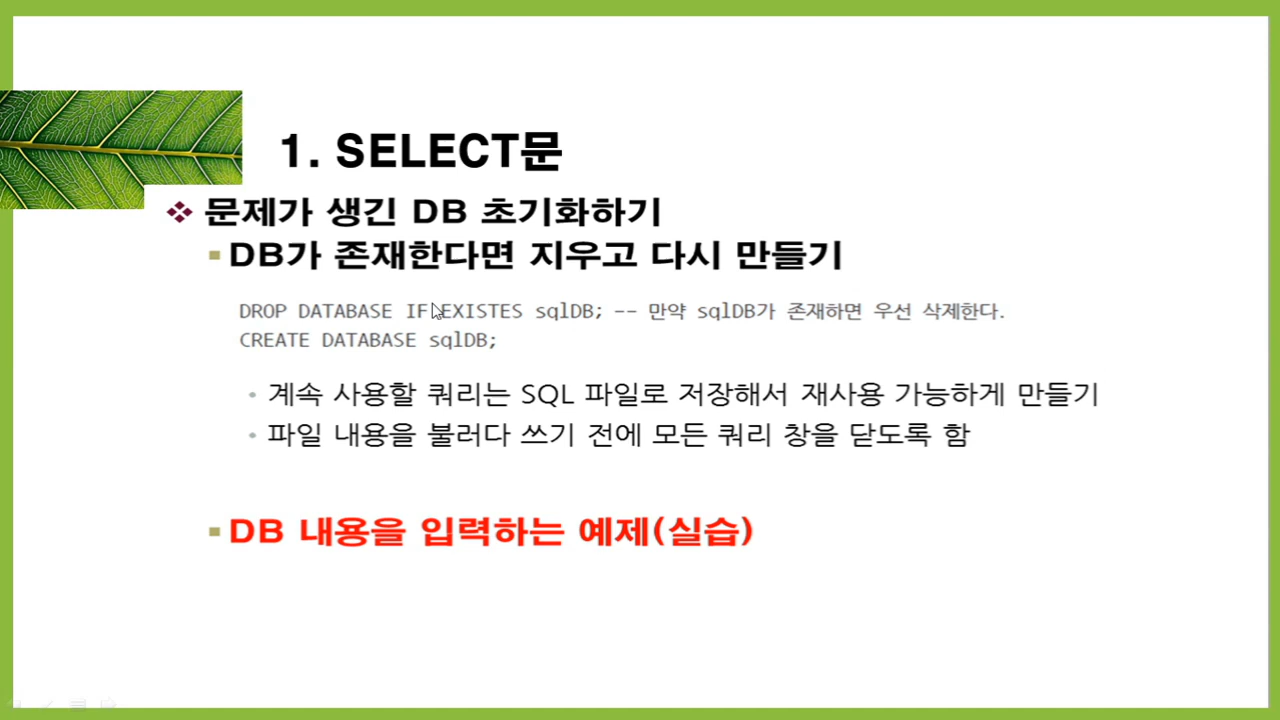 1. SELECT문
❖ 문제가 생긴 DB 초기화하기
▪ DB가 존재한다면 지우고 다시 만들기
DROP DATABASE IF EXISTES sqlDB; -- 만약 sqlDB가 존재하면 우선 삭제한다.
CREATE DATABASE sqlDB;
• 계속 사용할 쿼리는 SQL 파일로 저장해서 재사용 가능하게 만들기
• 파일 내용을 불러다 쓰기 전에 모든 쿼리 창을 닫도록 함
▪ DB 내용을 입력하는 예제(실습)